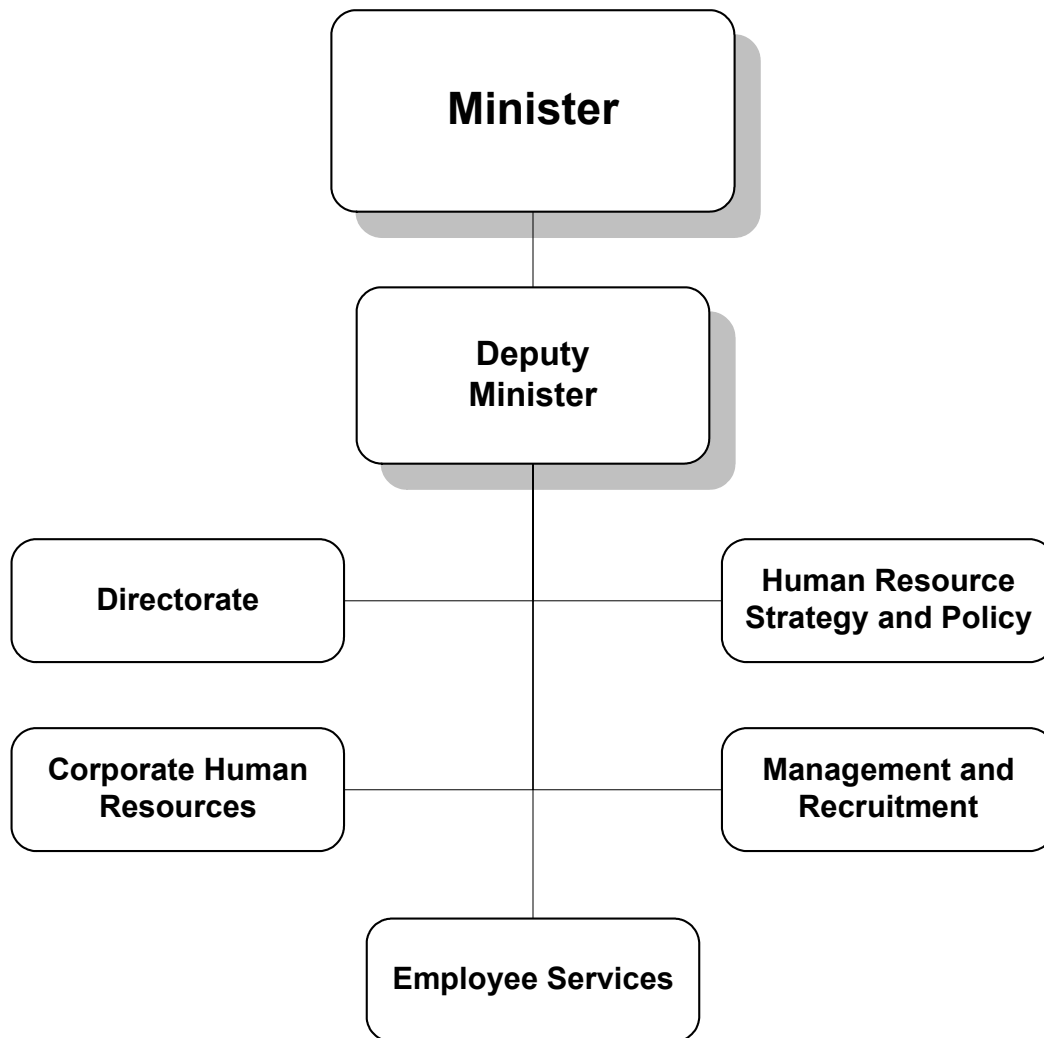 Minister
Deputy
Minister
Directorate
Human Resource
Strategy and Policy
Corporate Human
Resources
Management and
Recruitment
Employee Services